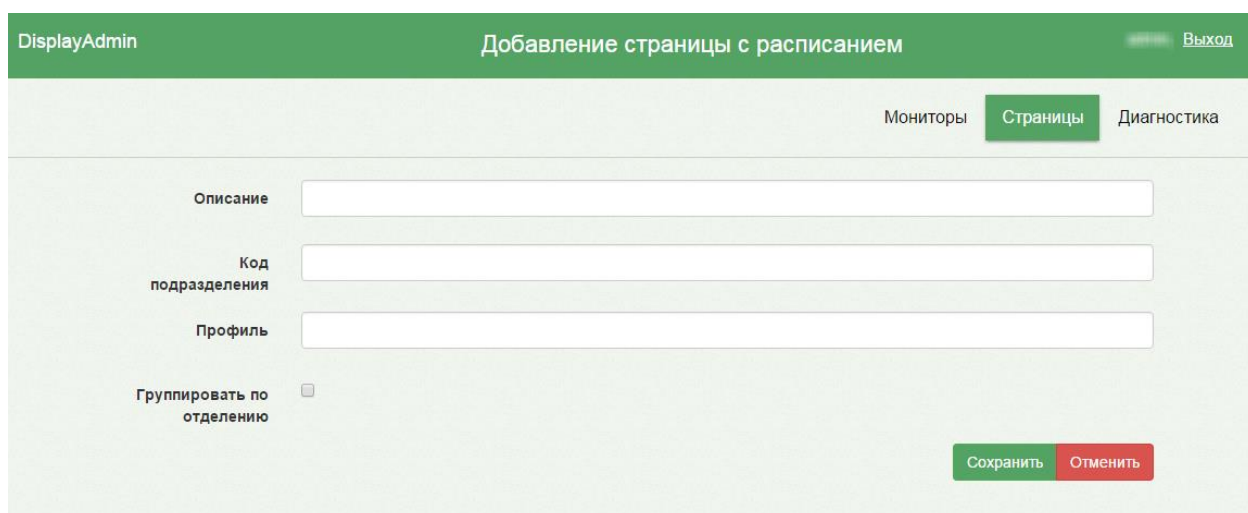 DisplayAdmin
Добавление страницы с расписанием
Выход
Мониторы Страницы Диагностика
Описание
Код
подразделения
Профиль
Группировать по
отделению
Сохранить Отменить